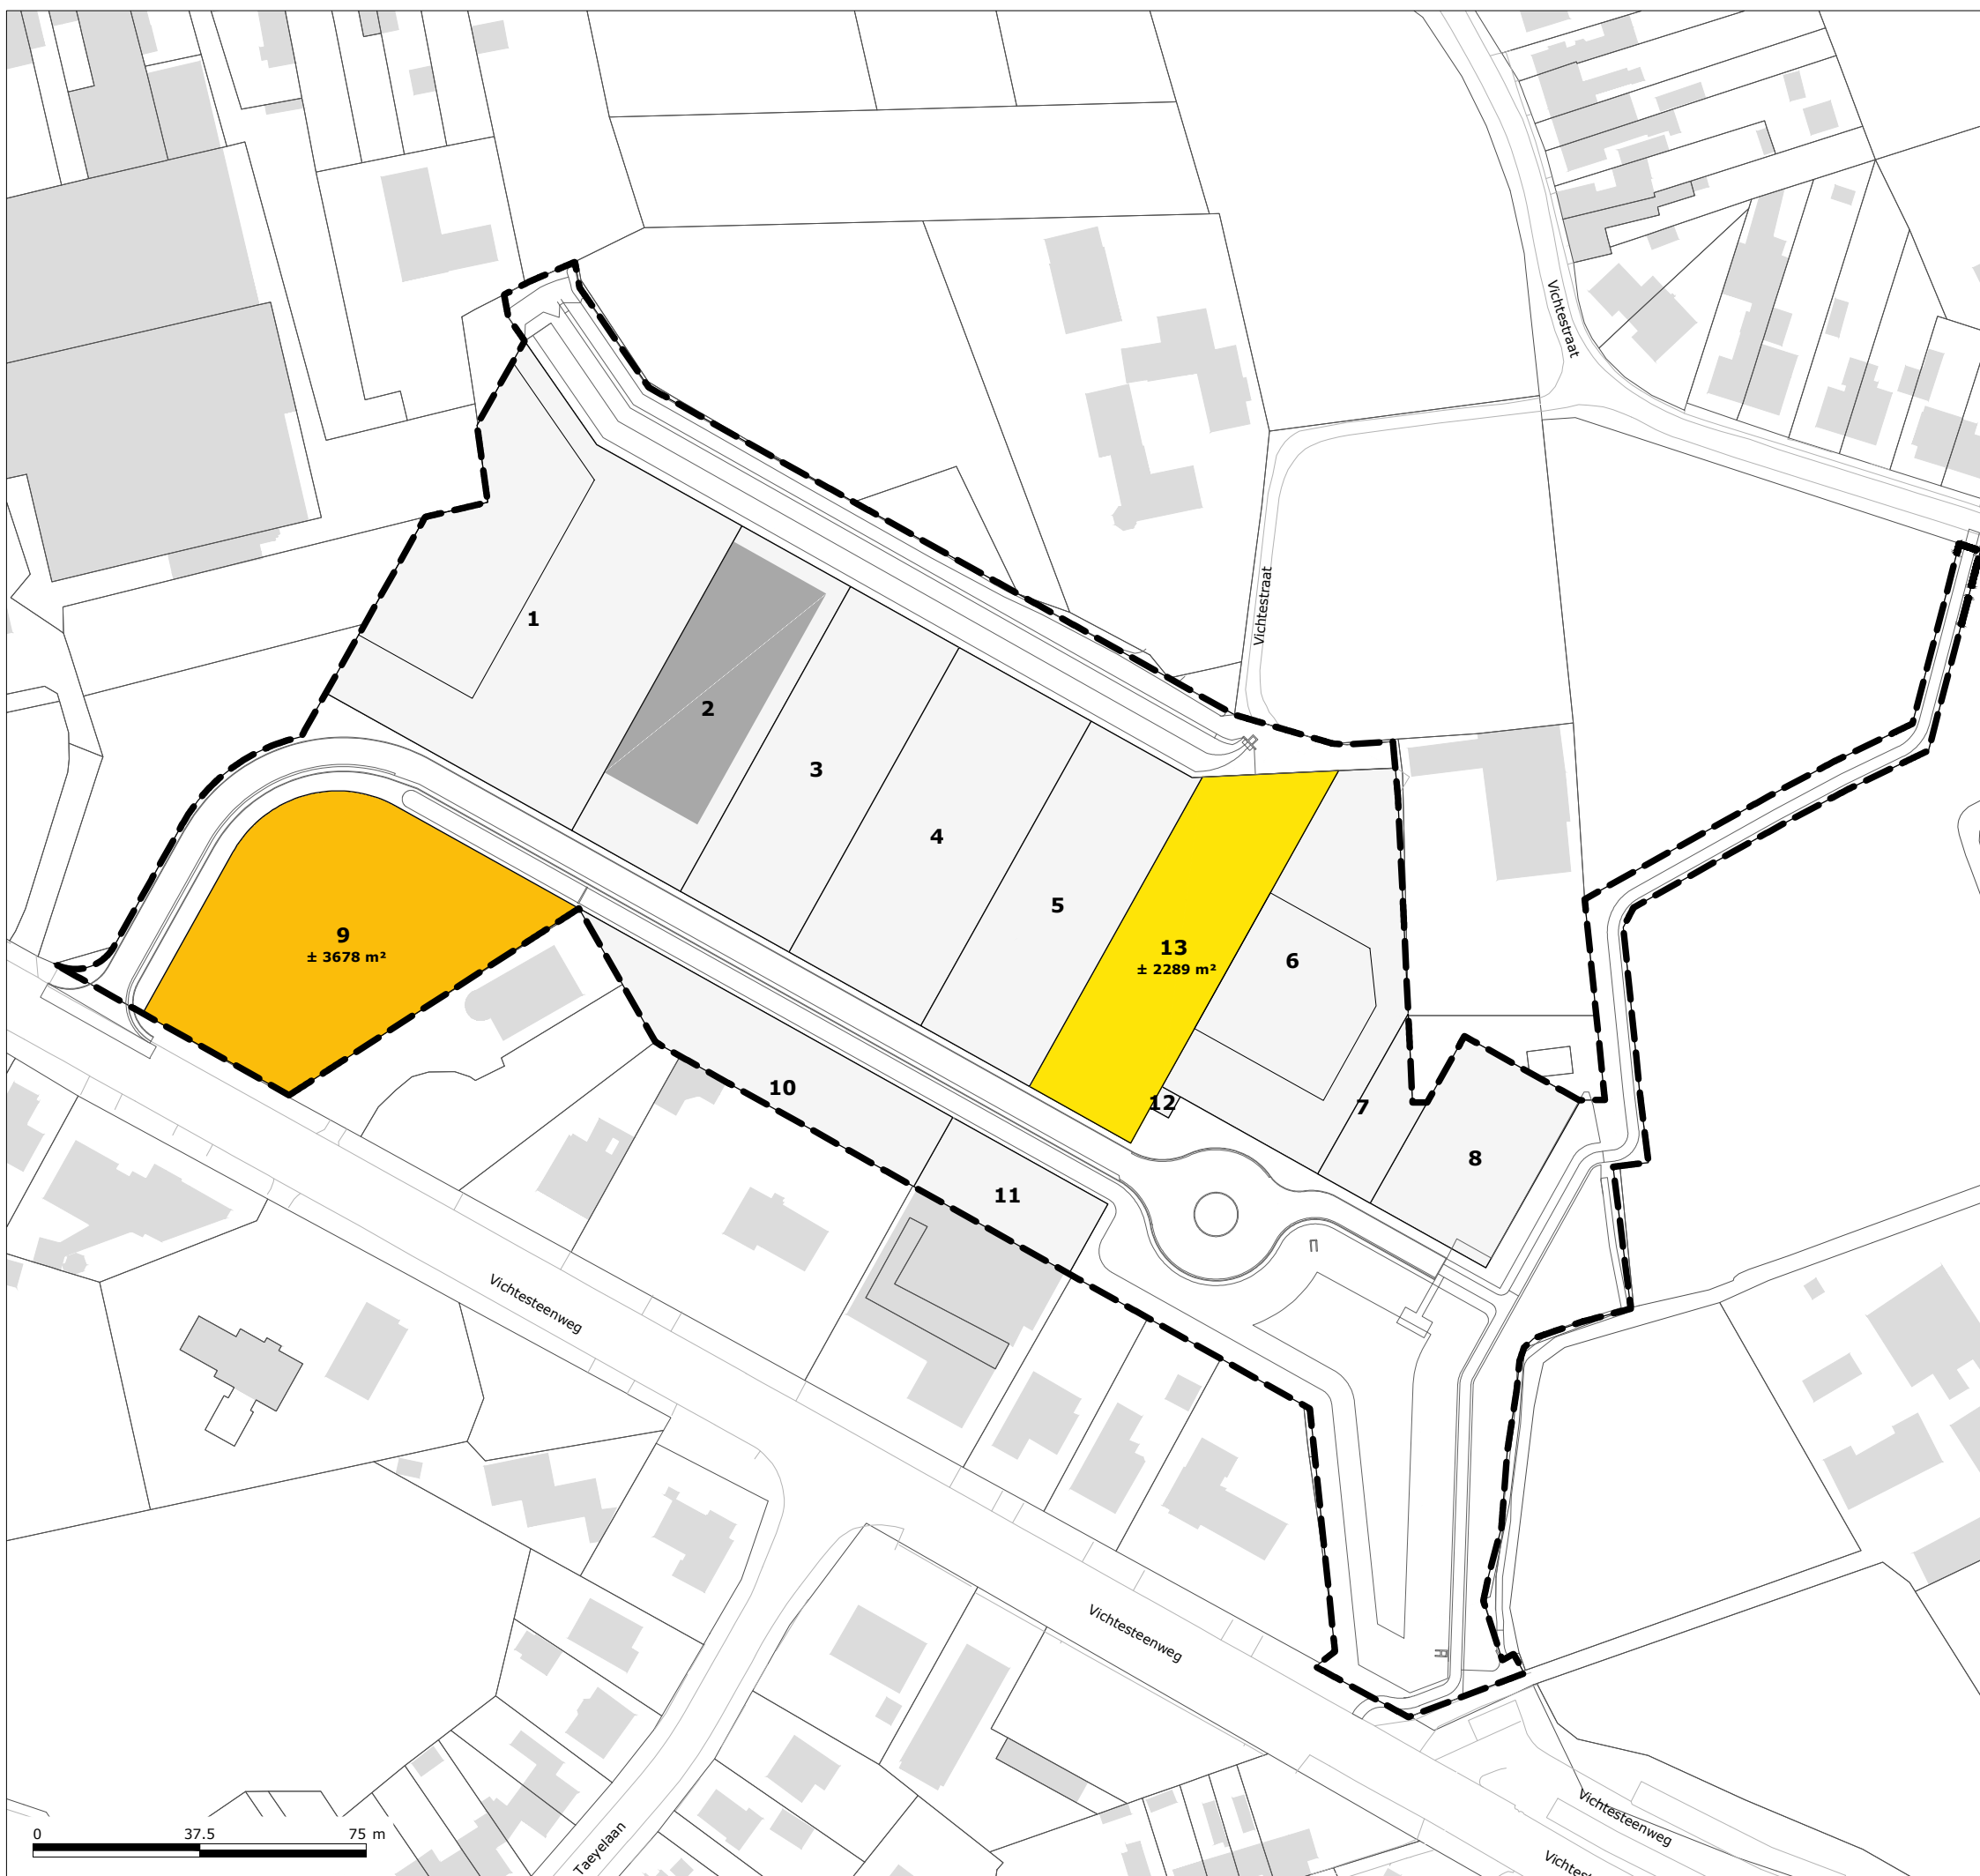 Vichtestraat
Vichtestraat
1
2
3
4
5
9
± 3678 m²
13
± 2289 m²
6
10
12
7
8
11
Vichtesteenweg
Vichtesteenweg
Vichtesteenweg
Taeyelaan
0 37.5 75 m